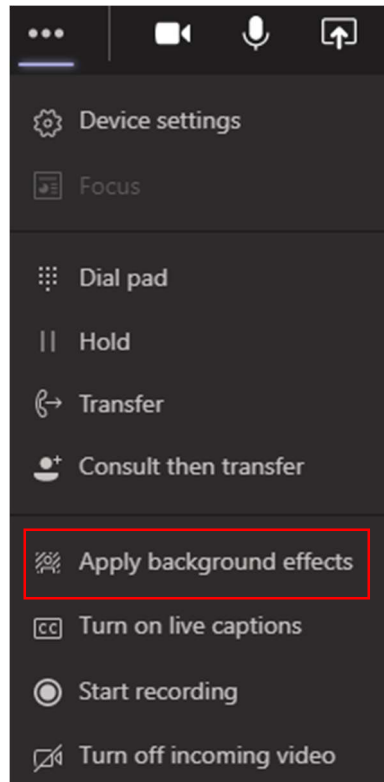 Device settings
Focus
Dial pad
Hold
Transfer
Consult then transfer
Apply background effects
CC Turn on live captions
Start recording
Turn off incoming video